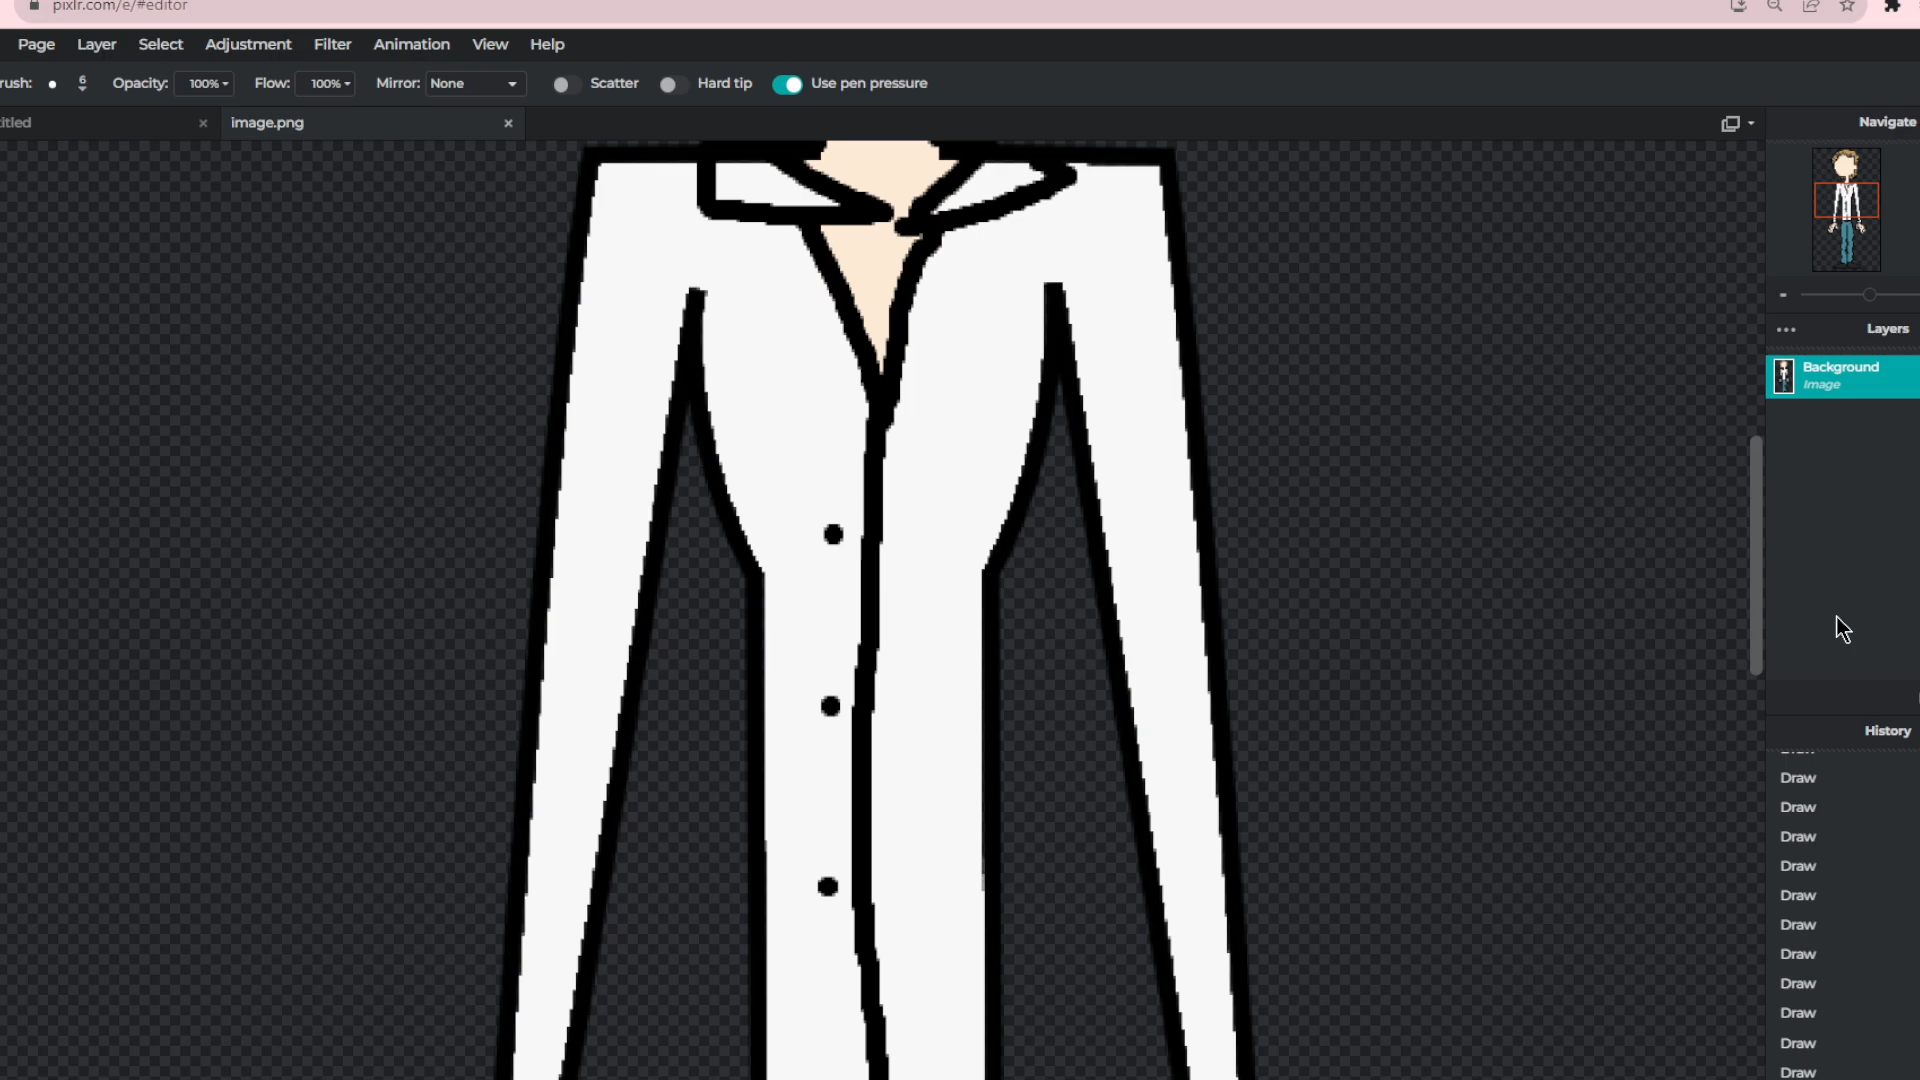 pixlr.com/e/#editor
Page Layer Select Adjustment Filter Animation View Help
rush: 6 Opacity: 100% Flow: 100% Mirror: None Scatter Hard tip Use pen pressure
itled × image.png ×
Navigate
Layers
Background
Image
History
Draw
Draw
Draw
Draw
Draw
Draw
Draw
Draw
Draw
Draw
Draw